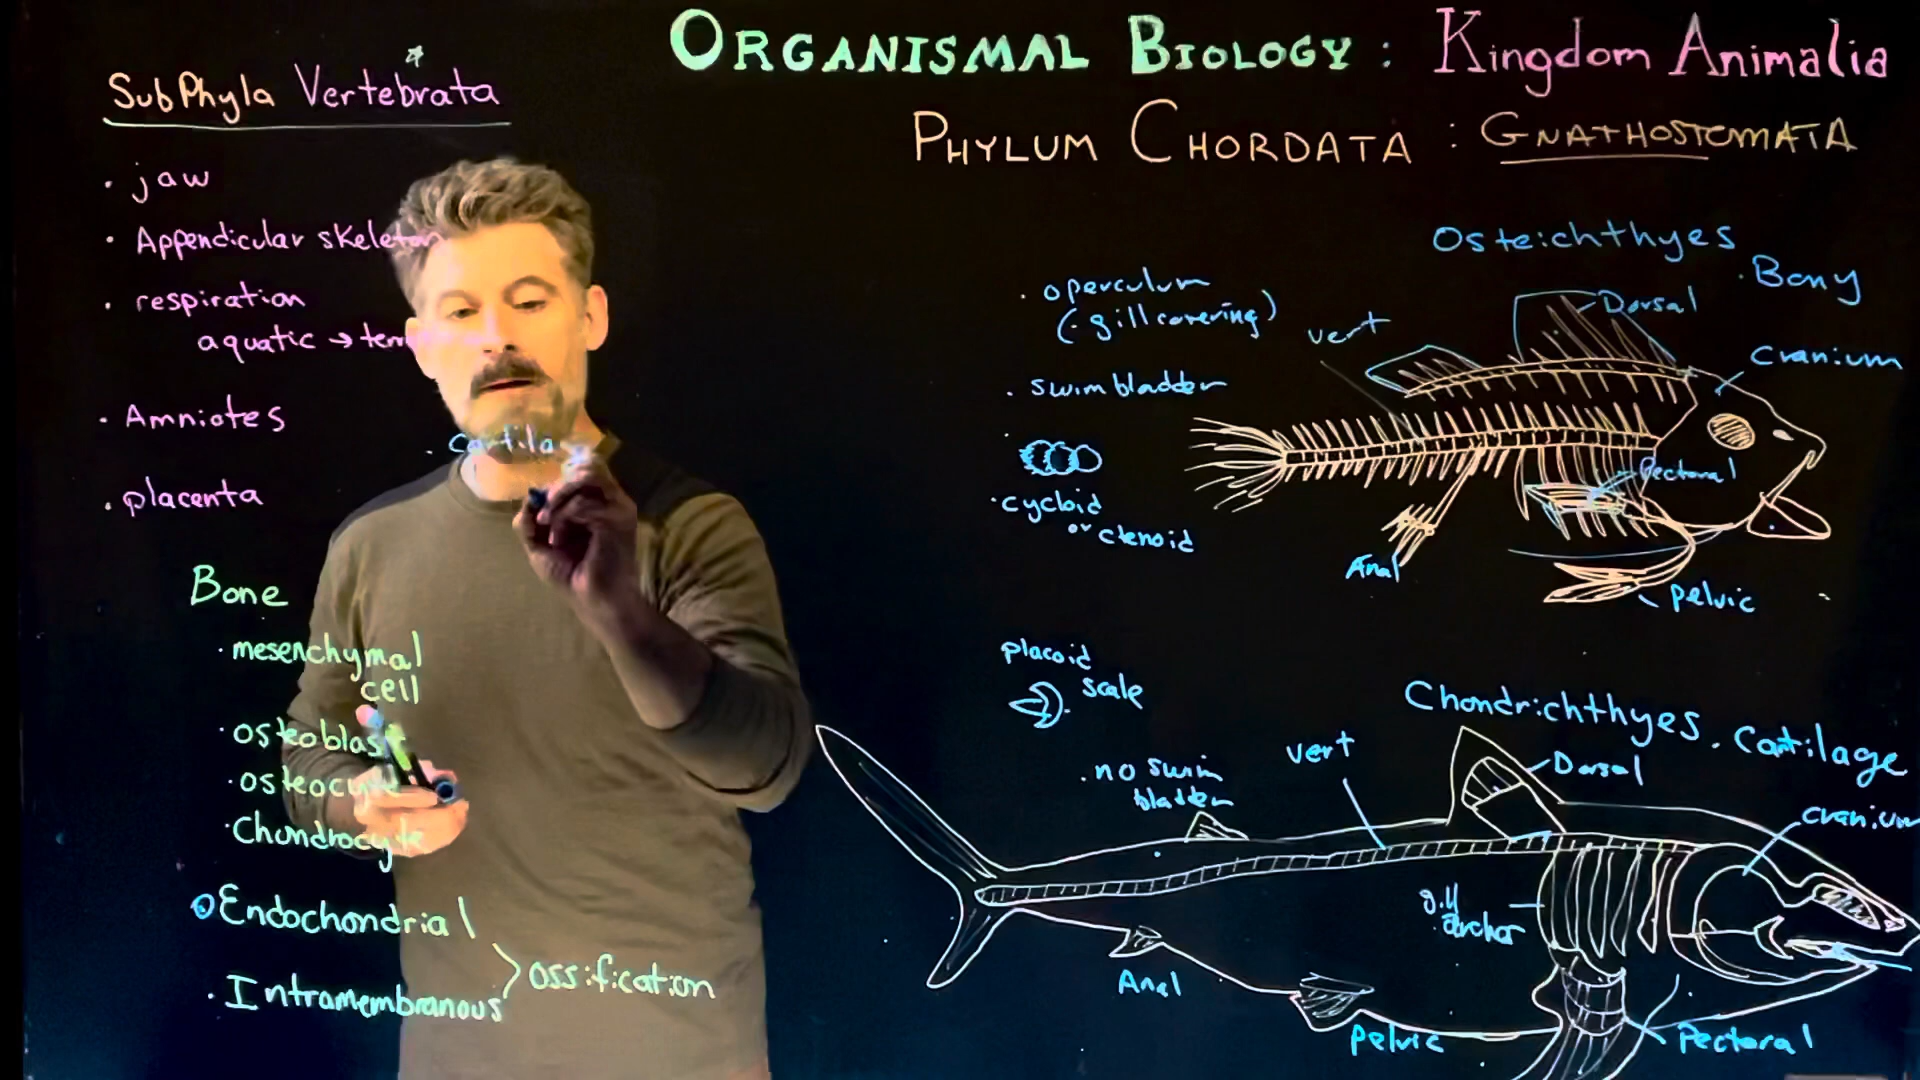 ORGANISMAL BIOLOGY : Kingdom Animalia
PHYLUM CHORDATA : GNATHOSTOMATA
SubPhyla Vertebrata
• jaw
• Appendicular skeleton
• respiration
aquatic →
• Amniotes
• placenta
• Cartila
Bone
• mesenchymal
cell
• osteoblast
• osteocyte
• Chondrocyte
• Endochondrial
• Intramembranous
> ossification
Osteichthyes
• Bony
• operculum
(- gill covering)
• swim bladder
• cycloid
or ctenoid
vert
Dorsal
cranium
Pectoral
Anal
pelvic
placoid
scale
• no swim
bladder
Chondrichthyes • Cartilage
vert
Dorsal
cranium
gill
Anal
pelvic
Pectoral